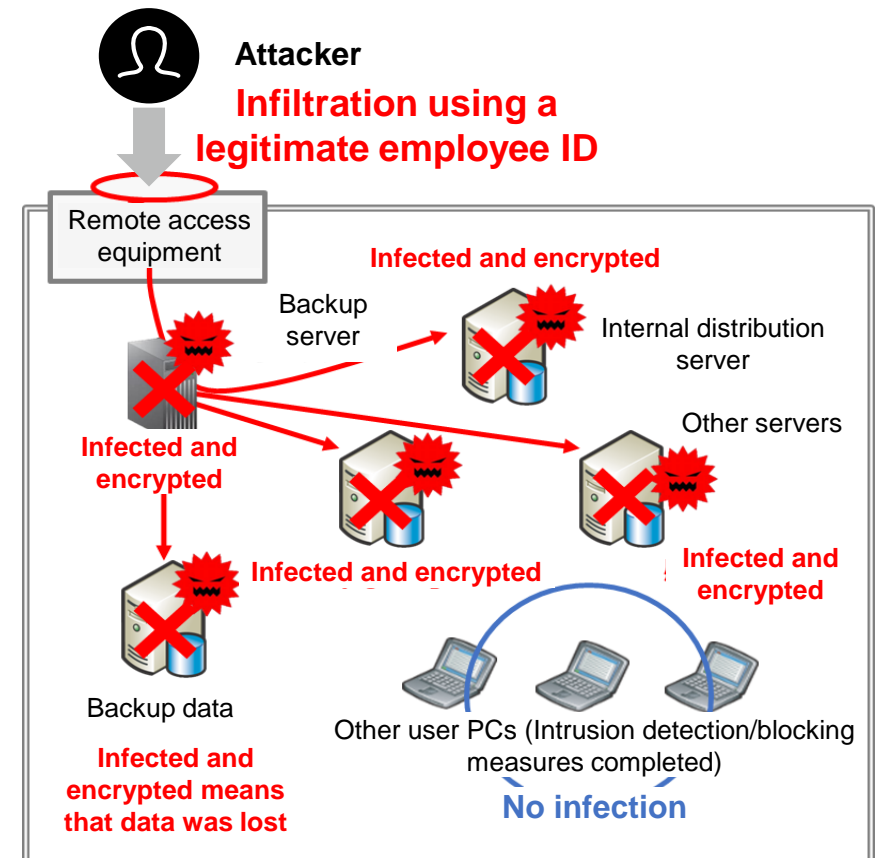 Attacker
Infiltration using a
legitimate employee ID
Remote access
equipment
Infected and encrypted
Backup
server
Internal distribution
server
Other servers
Infected and
encrypted
Infected and encrypted
Infected and
encrypted
Backup data
Other user PCs (Intrusion detection/blocking
measures completed)
Infected and
encrypted means
that data was lost
No infection